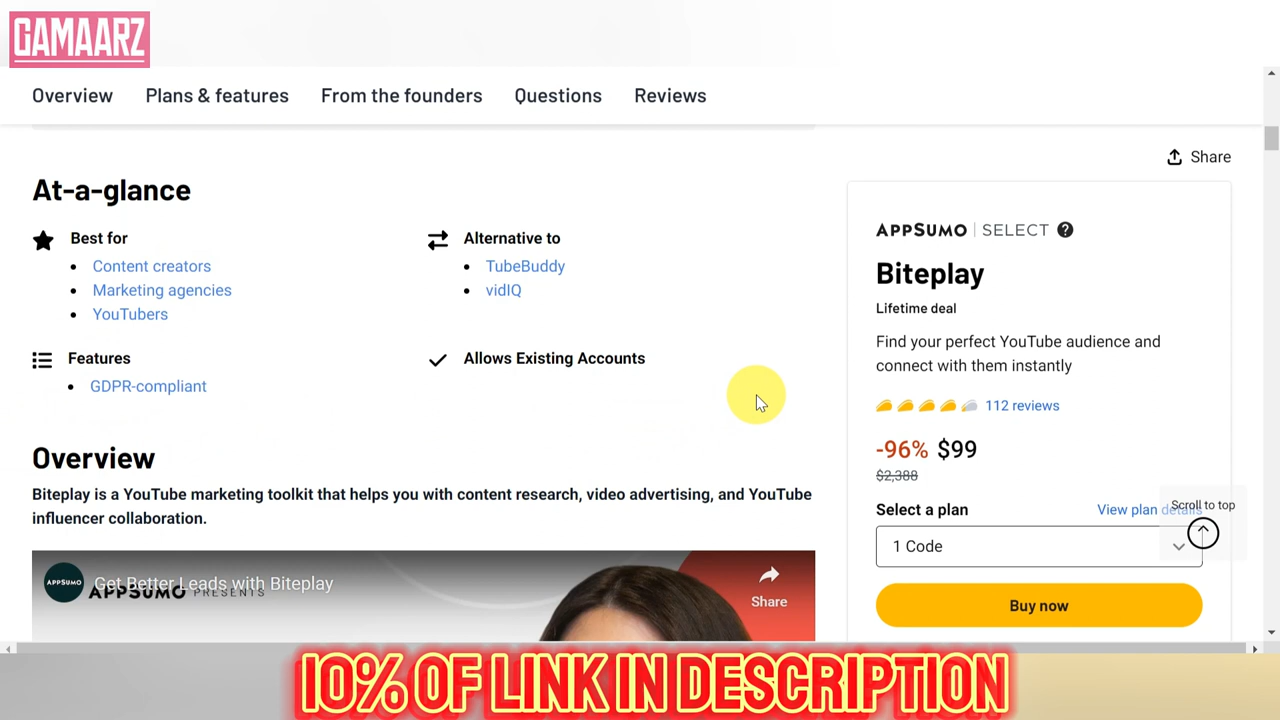 GAMAARZ
Overview Plans & features From the founders Questions Reviews
Share
At-a-glance
Best for
Content creators
Marketing agencies
YouTubers
Alternative to
TubeBuddy
vidIQ
Features
GDPR-compliant
Allows Existing Accounts
Overview
Biteplay is a YouTube marketing toolkit that helps you with content research, video advertising, and YouTube
influencer collaboration.
APPSUMO
Get Better Leads with Biteplay
APPSUMO PRESENTS
Share
APPSUMO | SELECT ?
Biteplay
Lifetime deal
Find your perfect YouTube audience and
connect with them instantly
112 reviews
-96% $99
$2,388
Select a plan View plan details
Scroll to top
1 Code
Buy now
10% OF LINK IN DESCRIPTION